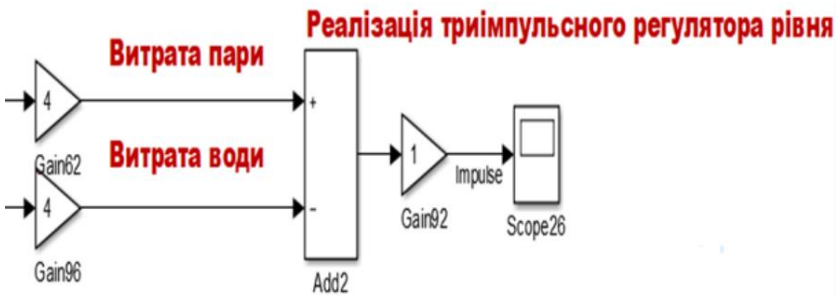 Реалізація триімпульсного регулятора рівня
Витрата пари
4
+
Gain62
Витрата води
1
Impulse
4
−
Gain92
Scope26
Gain96
Add2